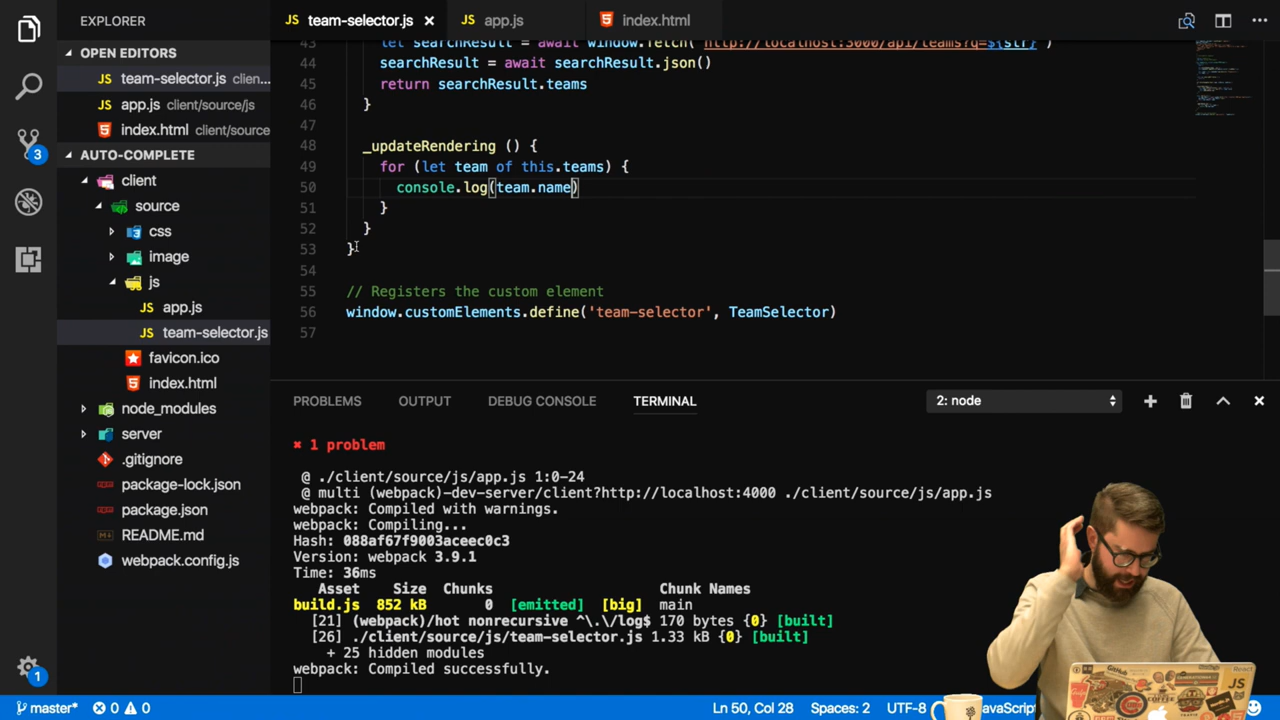 EXPLORER
OPEN EDITORS
JS team-selector.js clien...
JS app.js client/source/js
index.html client/source
AUTO-COMPLETE
client
source
css
image
js
JS app.js
JS team-selector.js
favicon.ico
index.html
node_modules
server
.gitignore
package-lock.json
package.json
README.md
webpack.config.js
3
1
JS team-selector.js ×
JS app.js
index.html
43 let searchResult = await window.fetch(`http://localhost:3000/api/teams?q=${str}`)
44 searchResult = await searchResult.json()
45 return searchResult.teams
46 }
47
48 _updateRendering () {
49 for (let team of this.teams) {
50 console.log(team.name)
51 }
52 }
53 }
54
55 // Registers the custom element
56 window.customElements.define('team-selector', TeamSelector)
57
PROBLEMS OUTPUT DEBUG CONSOLE TERMINAL 2: node
✖ 1 problem
@ ./client/source/js/app.js 1:0-24
@ multi (webpack)-dev-server/client?http://localhost:4000 ./client/source/js/app.js
webpack: Compiled with warnings.
webpack: Compiling...
Hash: 088af67f9003aceec0c3
Version: webpack 3.9.1
Time: 36ms
Asset Size Chunks Chunk Names
build.js 852 kB 0 [emitted] [big] main
[21] (webpack)/hot nonrecursive ^\.\/log$ 170 bytes {0} [built]
[26] ./client/source/js/team-selector.js 1.33 kB {0} [built]
+ 25 hidden modules
webpack: Compiled successfully.
master* 0 0 Ln 50, Col 28 Spaces: 2 UTF-8
GitHub
React
JS